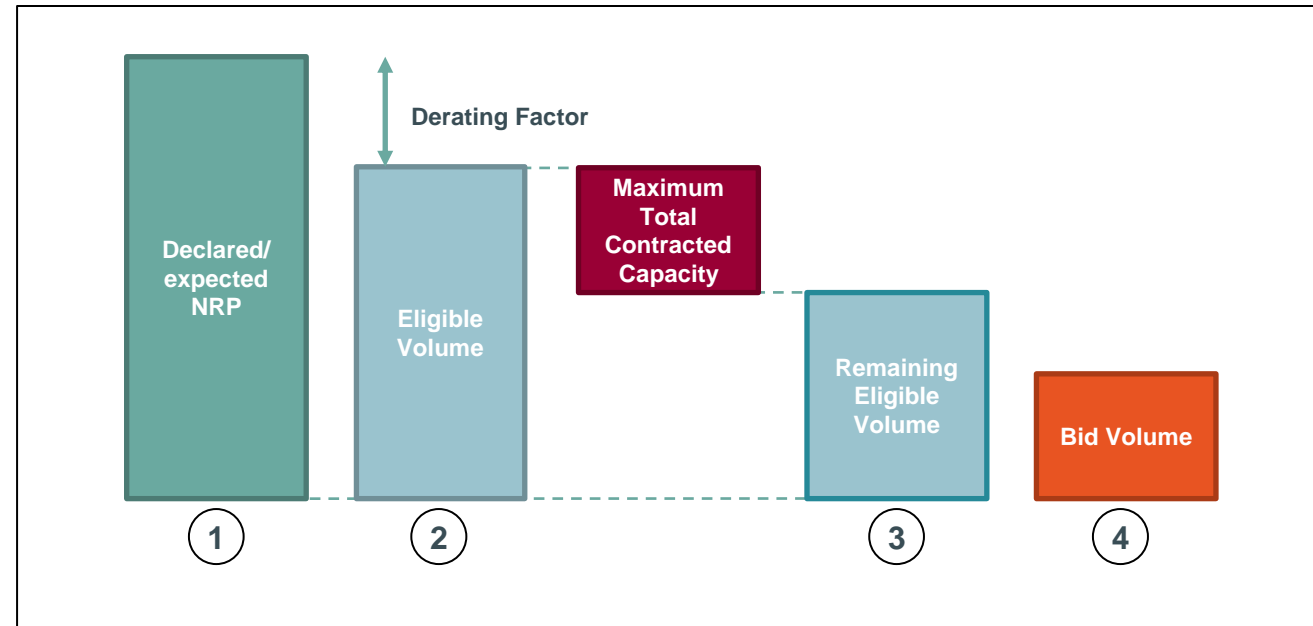 Derating Factor
Declared/
expected
NRP
Eligible
Volume
Maximum
Total
Contracted
Capacity
Remaining
Eligible
Volume
Bid Volume
1
2
3
4